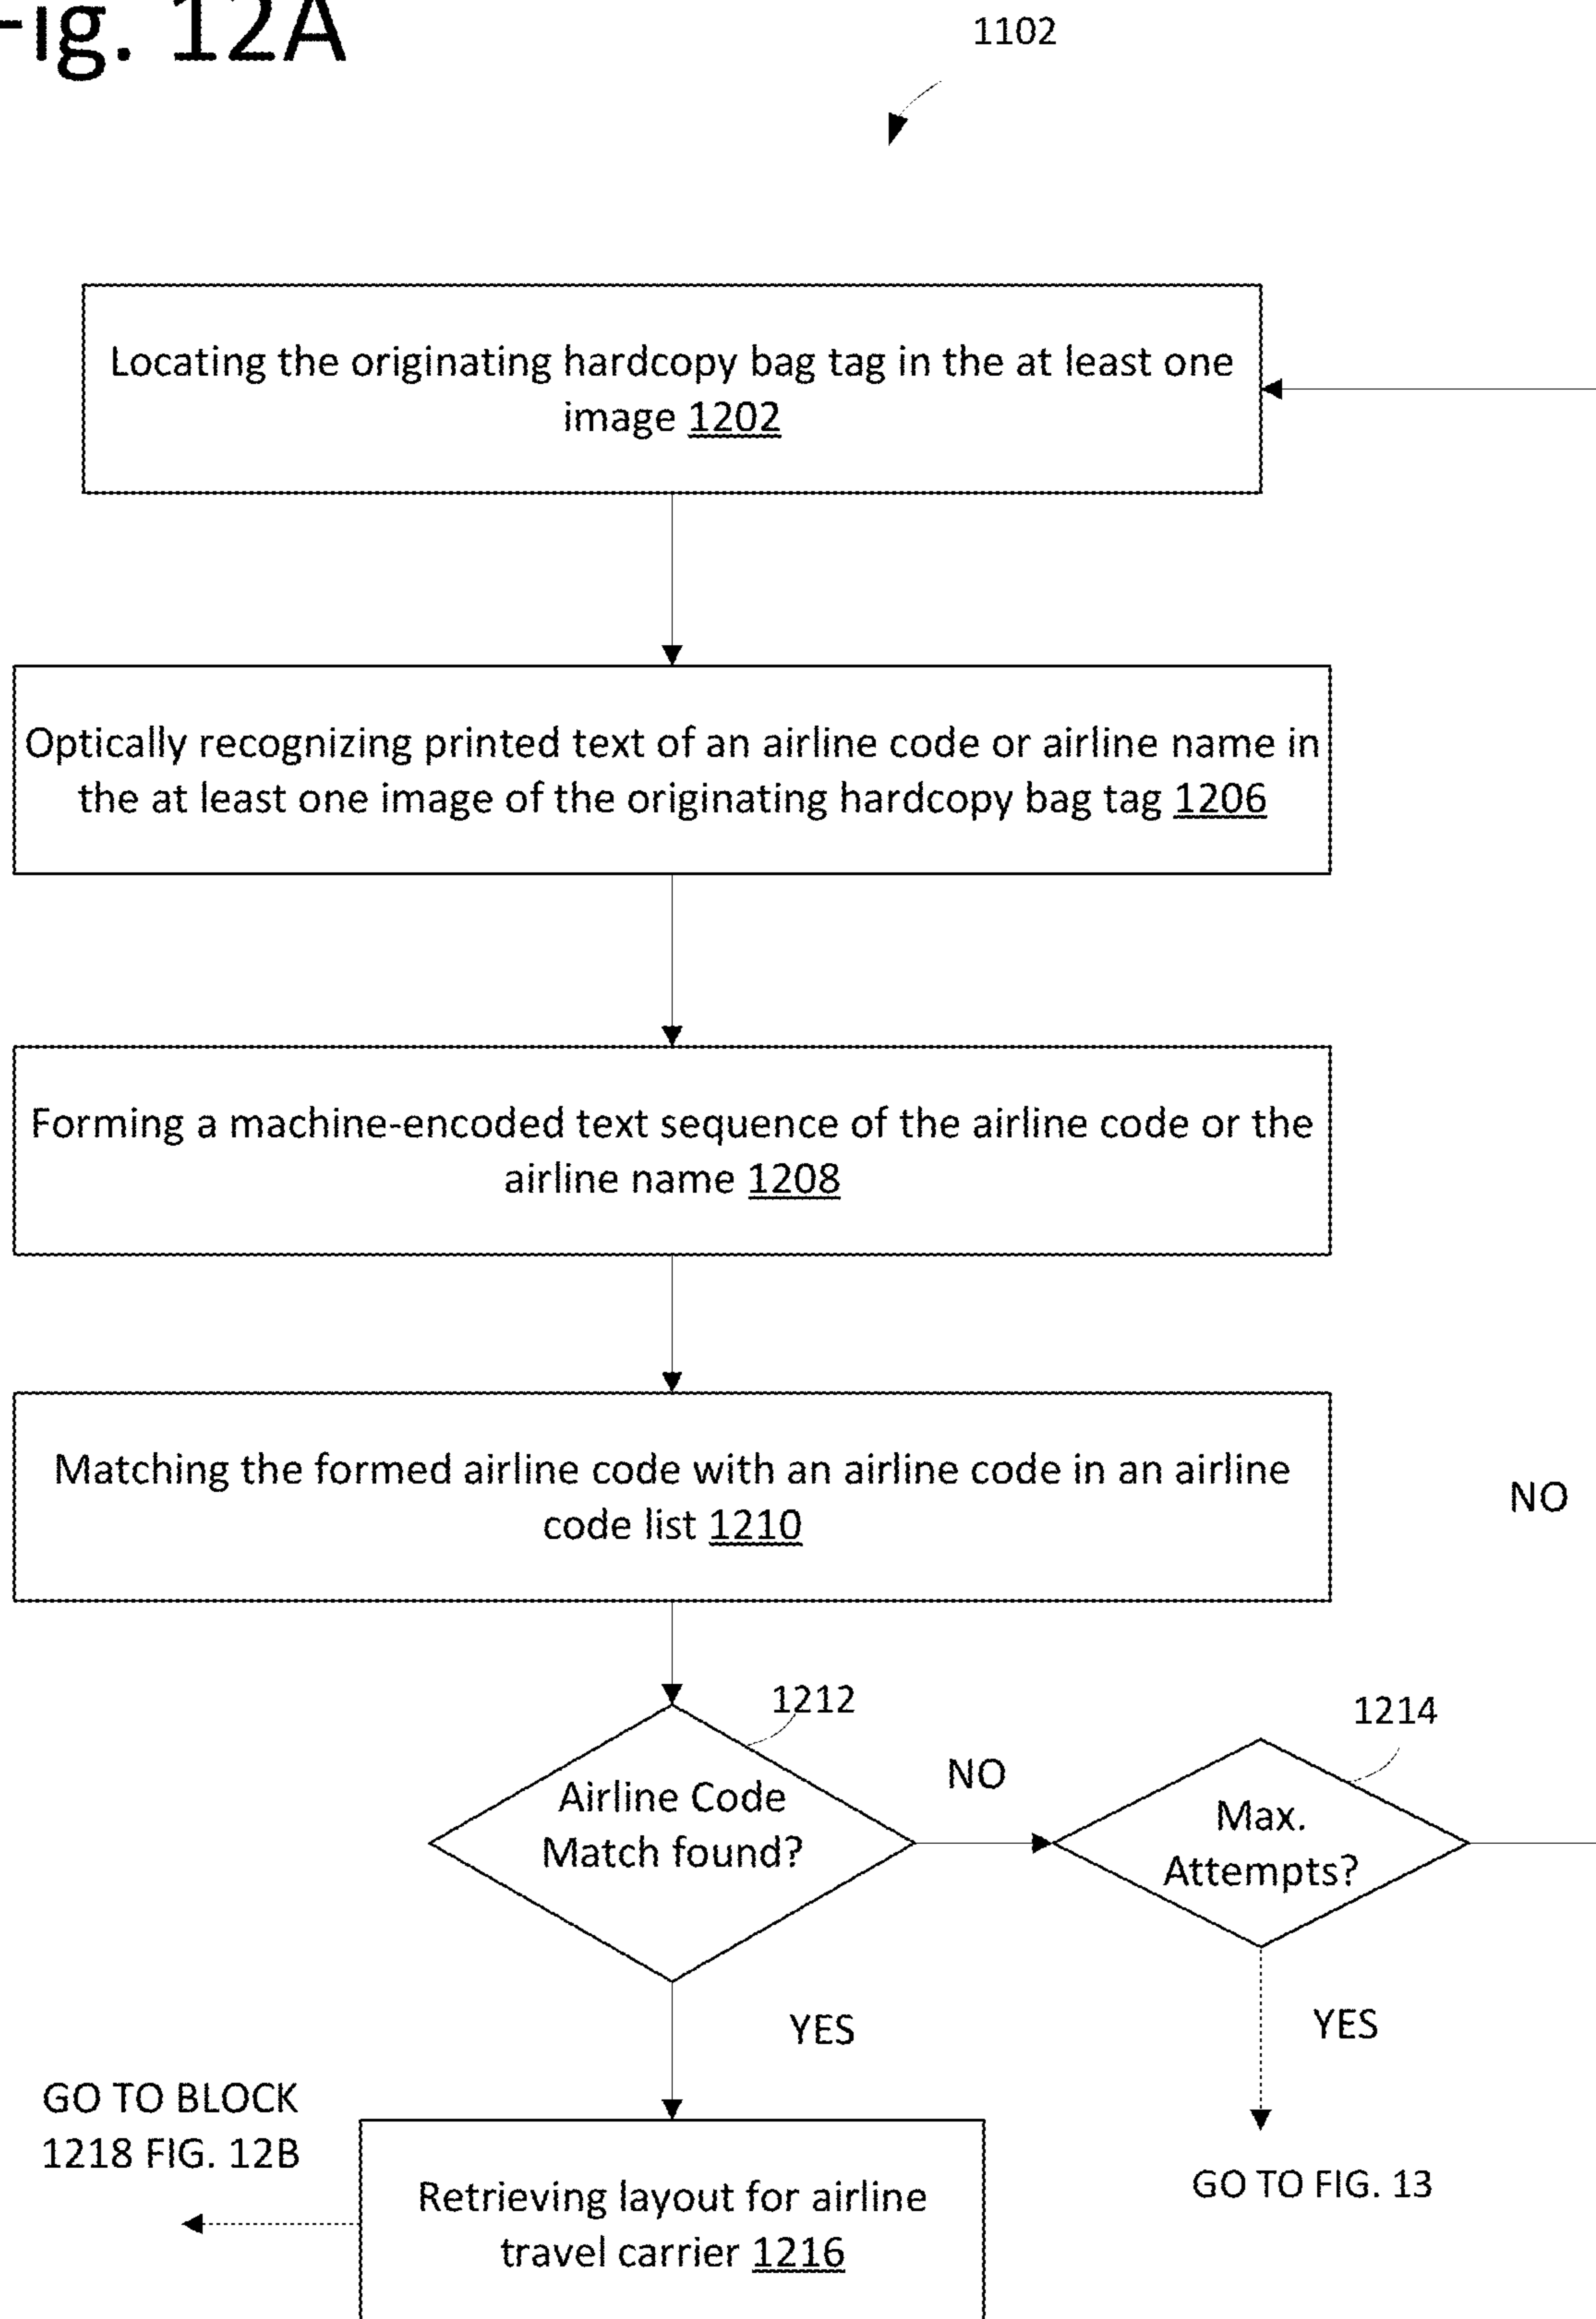 Fig. 12A
1102
Locating the originating hardcopy bag tag in the at least one
image 1202
Optically recognizing printed text of an airline code or airline name in
the at least one image of the originating hardcopy bag tag 1206
Forming a machine-encoded text sequence of the airline code or the
airline name 1208
Matching the formed airline code with an airline code in an airline
code list 1210
NO
1212
1214
Airline Code
Match found?
NO
Max.
Attempts?
YES
YES
GO TO BLOCK
1218 FIG. 12B
GO TO FIG. 13
Retrieving layout for airline
travel carrier 1216